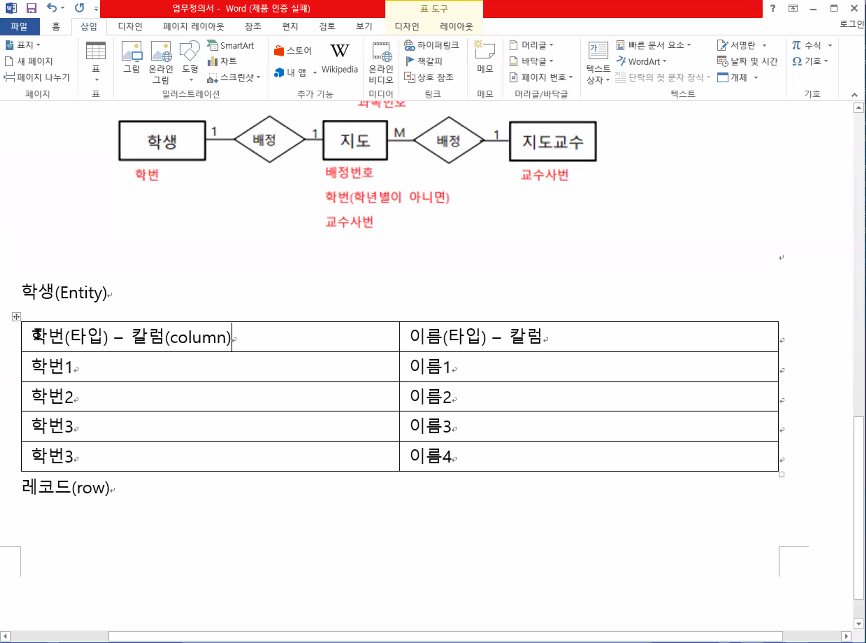 업무정의서 - Word (제품 인증 실패)
표 도구
파일 홈 삽입 디자인 페이지 레이아웃 참조 편지 검토 보기 디자인 레이아웃 로그인
표지
새 페이지
페이지 나누기
페이지
표
표
그림
온라인 그림
도형
SmartArt
차트
스크린샷
일러스트레이션
스토어
내 앱
Wikipedia
추가 기능
온라인 비디오
미디어
하이퍼링크
책갈피
상호 참조
링크
메모
메모
머리글
바닥글
페이지 번호
머리글/바닥글
텍스트 상자
빠른 문서 요소
WordArt
단락의 첫 문자 장식
서명란
날짜 및 시간
개체
텍스트
π 수식
Ω 기호
기호
과목번호
학생 1 배정 1 지도 M 배정 1 지도교수
학번 배정번호 교수사번
학번(학년별이 아니면)
교수사번
학생(Entity)
학번(타입) – 칼럼(column) 이름(타입) – 칼럼
학번1 이름1
학번2 이름2
학번3 이름3
학번3 이름4
레코드(row)